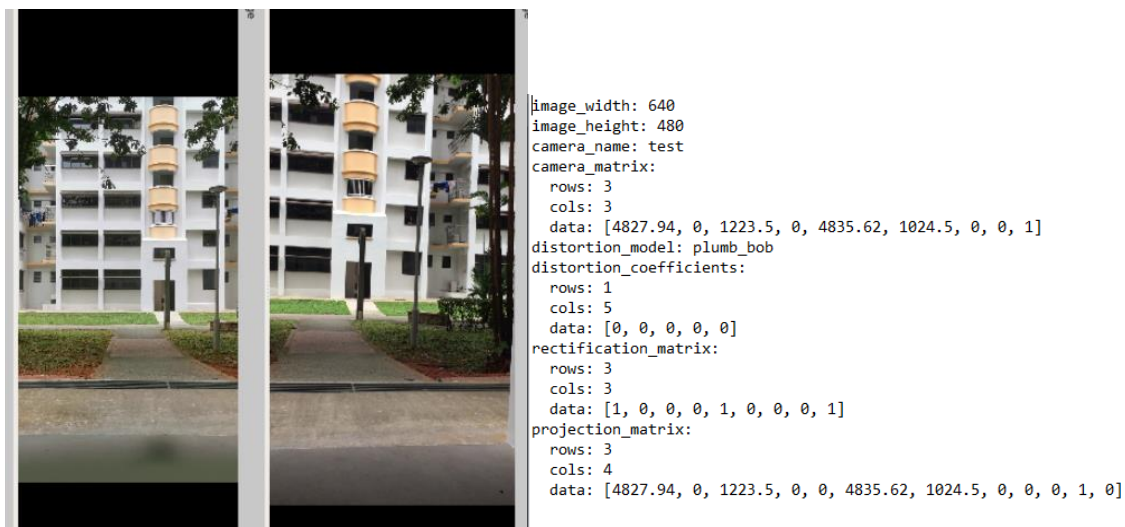 image_width: 640
image_height: 480
camera_name: test
camera_matrix:
  rows: 3
  cols: 3
  data: [4827.94, 0, 1223.5, 0, 4835.62, 1024.5, 0, 0, 1]
distortion_model: plumb_bob
distortion_coefficients:
  rows: 1
  cols: 5
  data: [0, 0, 0, 0, 0]
rectification_matrix:
  rows: 3
  cols: 3
  data: [1, 0, 0, 0, 1, 0, 0, 0, 1]
projection_matrix:
  rows: 3
  cols: 4
  data: [4827.94, 0, 1223.5, 0, 0, 4835.62, 1024.5, 0, 0, 0, 1, 0]